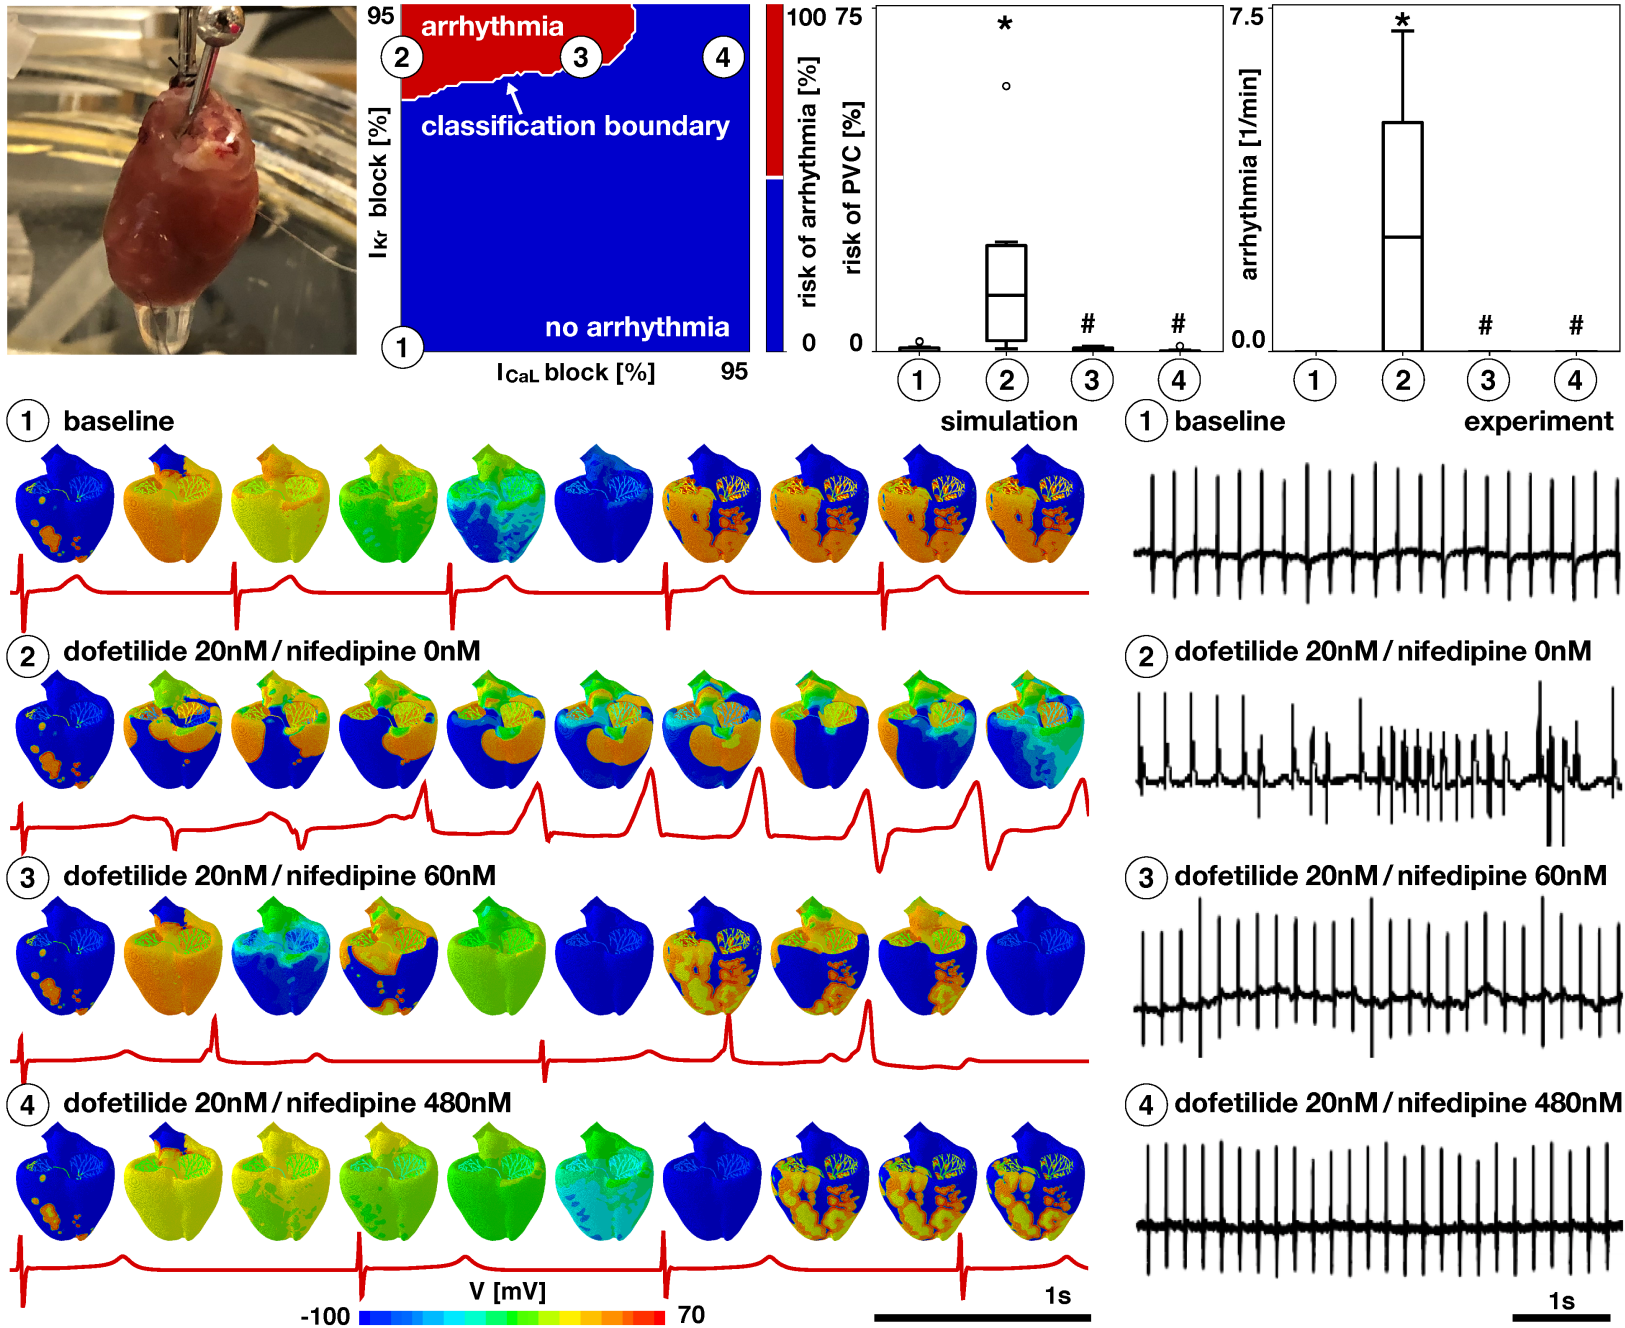 95
arrhythmia
2
3
4
classification boundary
no arrhythmia
1
IKr block [%]
ICaL block [%]
95
100
0
risk of arrhythmia [%]
75
0
risk of PVC [%]
*
#
#
1
2
3
4
simulation
7.5
0.0
arrhythmia [1/min]
*
#
#
1
2
3
4
experiment
1 baseline
1 baseline
2 dofetilide 20nM/nifedipine 0nM
2 dofetilide 20nM/nifedipine 0nM
3 dofetilide 20nM/nifedipine 60nM
3 dofetilide 20nM/nifedipine 60nM
4 dofetilide 20nM/nifedipine 480nM
4 dofetilide 20nM/nifedipine 480nM
V [mV]
-100
70
1s
1s